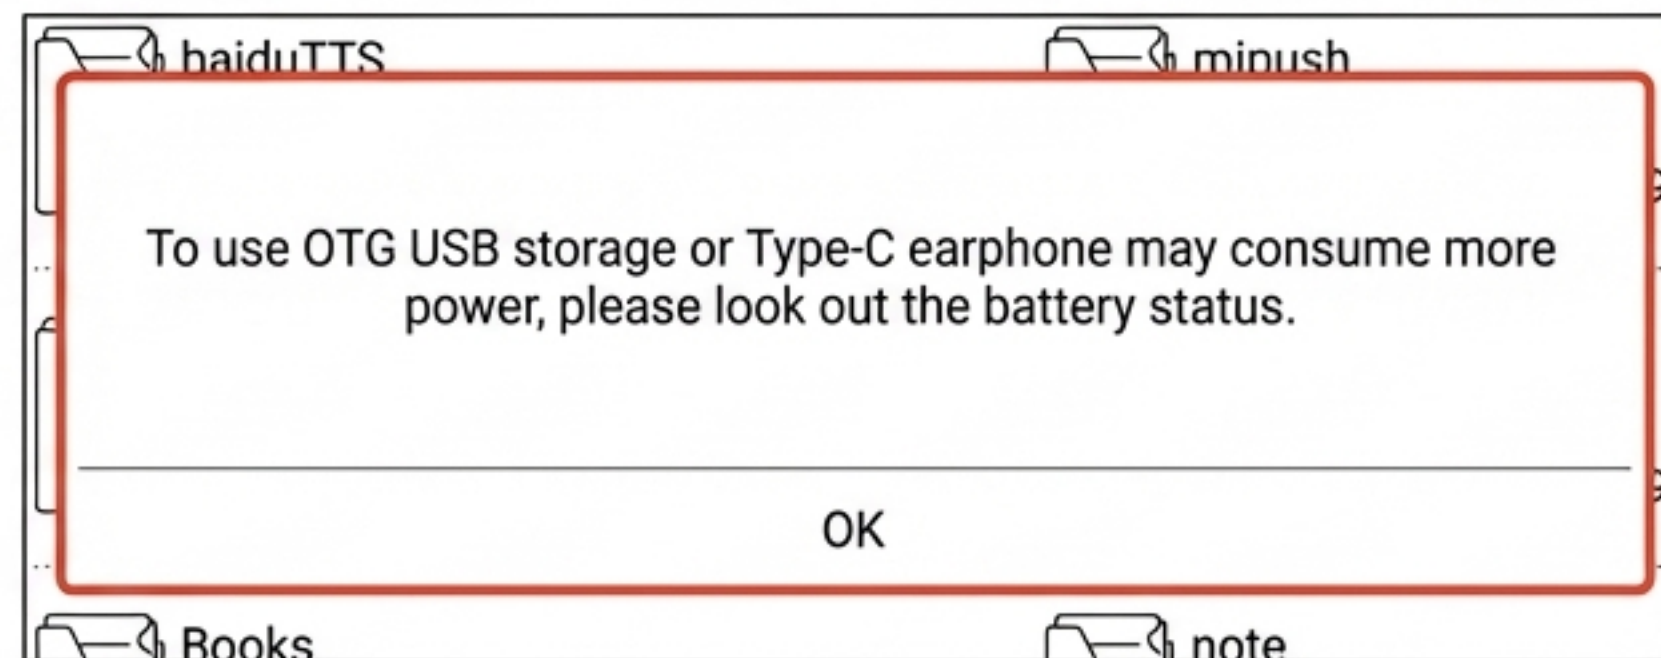 baiduTTS
mipush
To use OTG USB storage or Type-C earphone may consume more
power, please look out the battery status.
OK
Books
note